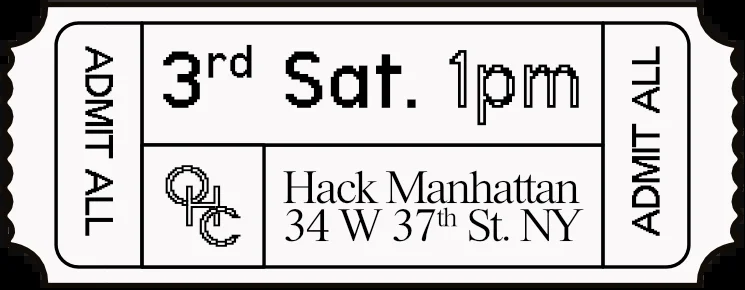 ADMIT ALL
3rd Sat. 1pm
QHC
Hack Manhattan
34 W 37th St. NY
ADMIT ALL